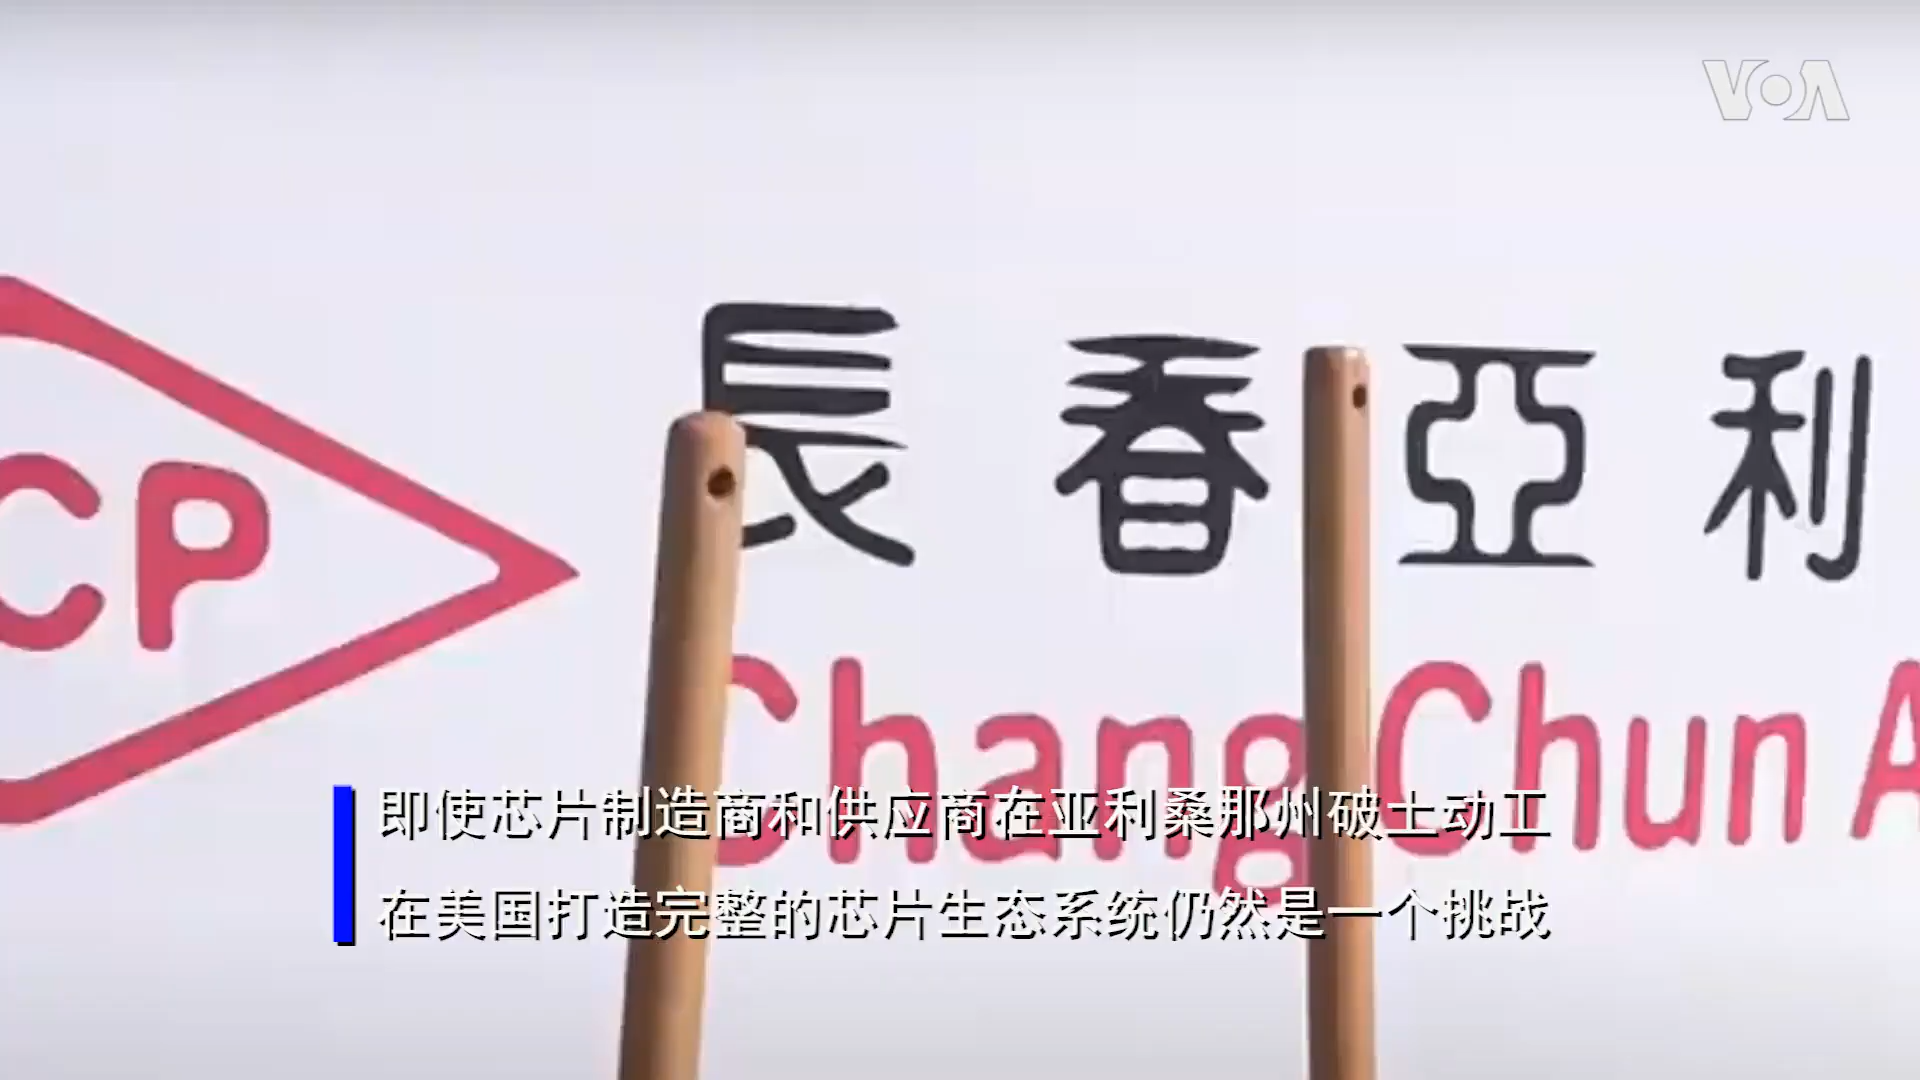 VOA
長春亞利
CP
Chang Chun A
即使芯片制造商和供应商在亚利桑那州破土动工
在美国打造完整的芯片生态系统仍然是一个挑战